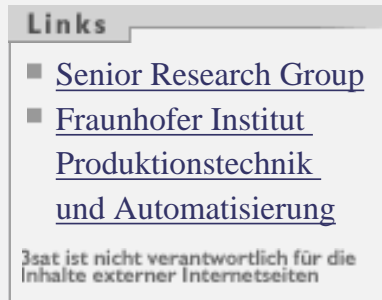 Links
Senior Research Group
Fraunhofer Institut
Produktionstechnik
und Automatisierung
3sat ist nicht verantwortlich für die
Inhalte externer Internetseiten